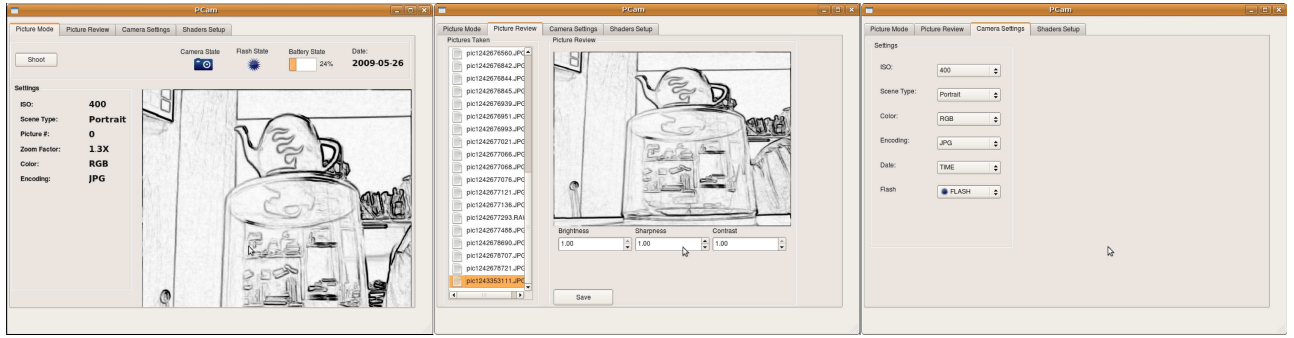 PCam
Picture Mode Picture Review Camera Settings Shaders Setup
Shoot
Camera State Flash State Battery State Date:
24% 2009-05-26
Settings
ISO: 400
Scene Type: Portrait
Picture #: 0
Zoom Factor: 1.3X
Color: RGB
Encoding: JPG
PCam
Picture Mode Picture Review Camera Settings Shaders Setup
Pictures Taken Picture Review
pic1242676560.JPG
pic1242676842.JPG
pic1242676844.JPG
pic1242676845.JPG
pic1242676939.JPG
pic1242676951.JPG
pic1242676993.JPG
pic1242677021.JPG
pic1242677066.JPG
pic1242677068.JPG
pic1242677076.JPG
pic1242677121.JPG
pic1242677136.JPG
pic1242677293.RAW
pic1242677488.JPG
pic1242678690.JPG
pic1242678707.JPG
pic1242678721.JPG
pic1243353111.JPG
Brightness Sharpness Contrast
1.00 1.00 1.00
Save
PCam
Picture Mode Picture Review Camera Settings Shaders Setup
Settings
ISO: 400
Scene Type: Portrait
Color: RGB
Encoding: JPG
Date: TIME
Flash FLASH